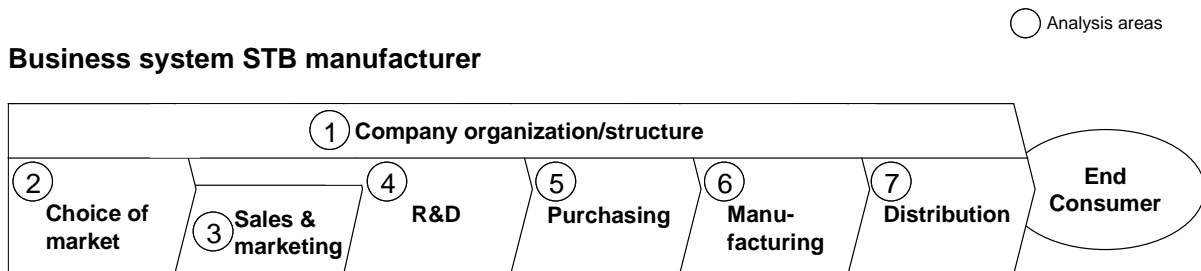 Analysis areas
Business system STB manufacturer
1 Company organization/structure
2
Choice of
market
3 Sales &
marketing
4
R&D
5
Purchasing
6
Manu-
facturing
7
Distribution
End
Consumer